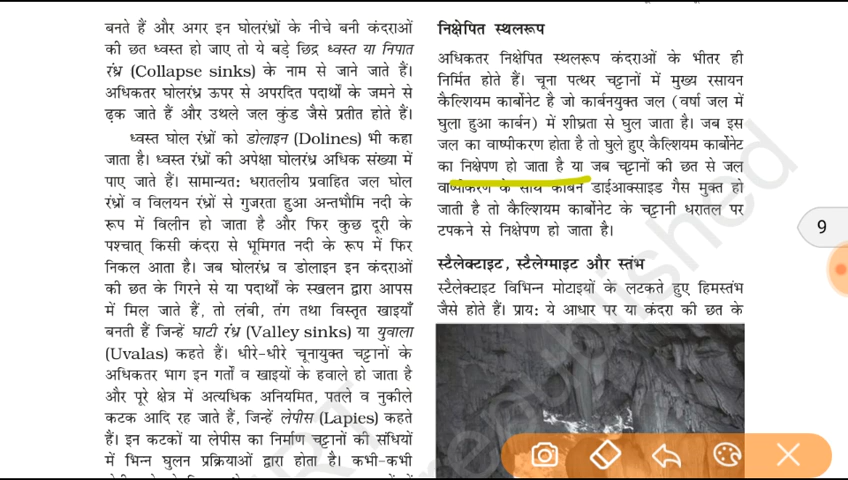 बनते हैं और अगर इन घोलरंध्रों के नीचे बनी कंदराओं
की छत ध्वस्त हो जाए तो ये बड़े छिद्र ध्वस्त या निपात
रंध्र (Collapse sinks) के नाम से जाने जाते हैं।
अधिकतर घोलरंध्र ऊपर से अपरदित पदार्थों के जमने से
ढ़क जाते हैं और उथले जल कुंड जैसे प्रतीत होते हैं।
ध्वस्त घोल रंध्रों को डोलाइन (Dolines) भी कहा
जाता है। ध्वस्त रंध्रों की अपेक्षा घोलरंध्र अधिक संख्या में
पाए जाते हैं। सामान्यत: धरातलीय प्रवाहित जल घोल
रंध्रों व विलयन रंध्रों से गुजरता हुआ अन्तभौमि नदी के
रूप में विलीन हो जाता है और फिर कुछ दूरी के
पश्चात् किसी कंदरा से भूमिगत नदी के रूप में फिर
निकल आता है। जब घोलरंध्र व डोलाइन इन कंदराओं
की छत के गिरने से या पदार्थों के स्खलन द्वारा आपस
में मिल जाते हैं, तो लंबी, तंग तथा विस्तृत खाइयाँ
बनती हैं जिन्हें घाटी रंध्र (Valley sinks) या युवाला
(Uvalas) कहते हैं। धीरे-धीरे चूनायुक्त चट्टानों के
अधिकतर भाग इन गर्तों व खाइयों के हवाले हो जाता है
और पूरे क्षेत्र में अत्यधिक अनियमित, पतले व नुकीले
कटक आदि रह जाते हैं, जिन्हें लेपीस (Lapies) कहते
हैं। इन कटकों या लेपीस का निर्माण चट्टानों की संधियों
में भिन्न घुलन प्रक्रियाओं द्वारा होता है। कभी-कभी
निक्षेपित स्थलरूप
अधिकतर निक्षेपित स्थलरूप कंदराओं के भीतर ही
निर्मित होते हैं। चूना पत्थर चट्टानों में मुख्य रसायन
कैल्शियम कार्बोनेट है जो कार्बनयुक्त जल (वर्षा जल में
घुला हुआ कार्बन) में शीघ्रता से घुल जाता है। जब इस
जल का वाष्पीकरण होता है तो घुले हुए कैल्शियम कार्बोनेट
का निक्षेपण हो जाता है या जब चट्टानों की छत से जल
वाष्पीकरण के साथ कार्बन डाईआक्साइड गैस मुक्त हो
जाती है तो कैल्शियम कार्बोनेट के चट्टानी धरातल पर
टपकने से निक्षेपण हो जाता है।
स्टैलेक्टाइट, स्टैलेग्माइट और स्तंभ
स्टैलेक्टाइट विभिन्न मोटाइयों के लटकते हुए हिमस्तंभ
जैसे होते हैं। प्राय: ये आधार पर या कंदरा की छत के
9